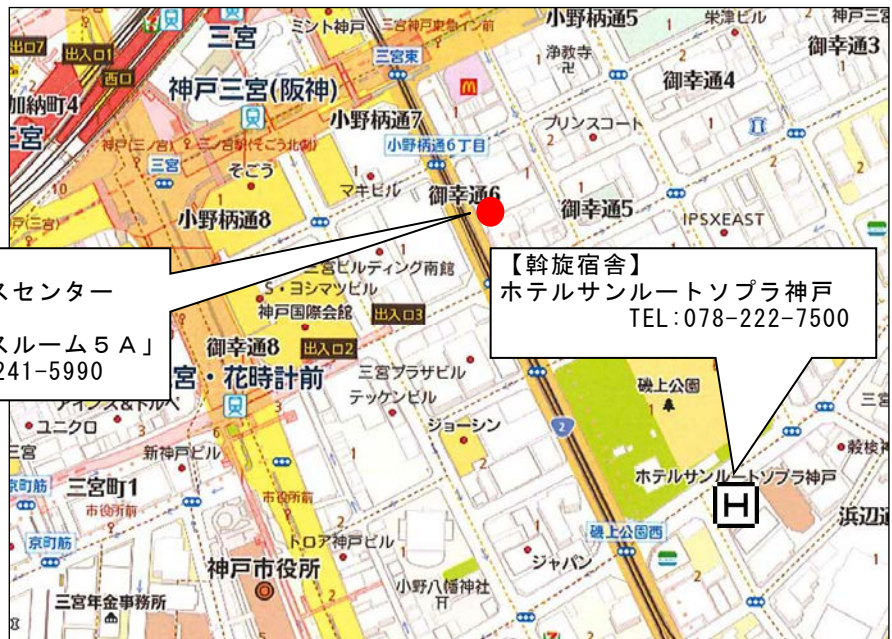 三宮
ミント神戸
三宮神戸東急イン前
小野柄通5
栄津ビル
神戸三
出口7
出入口1
西口
三宮東
浄教寺
御幸通3
御幸通4
神戸三宮(阪神)
加納町4
三宮
小野柄通7
プリンスコート
小野柄通6丁目
神戸(三ノ宮)
三ノ宮駅(そごう北側)
三宮
そごう
マキビル
御幸通6
御幸通5
IPSXEAST
小野柄通8
戸(三宮)
スセンター
スルーム５Ａ」
241-5990
三宮ビルディング南館
S・ヨシマツビル
神戸国際会館
出入口3
【斡旋宿舎】
ホテルサンルートソプラ神戸
TEL:078-222-7500
御幸通8
出入口2
宮・花時計前
三宮プラザビル
テッケンビル
磯上公園
ユニクロ
ジョーシン
三宮
新神戸ビル
三宮
ホテルサンルートソプラ神戸
H
京町筋
三宮町1
市役所前
市役所前
2
浜辺通
磯上公園西
京町筋
トロア神戸ビル
神戸市役所
ジャパン
小野八幡神社
三宮年金事務所